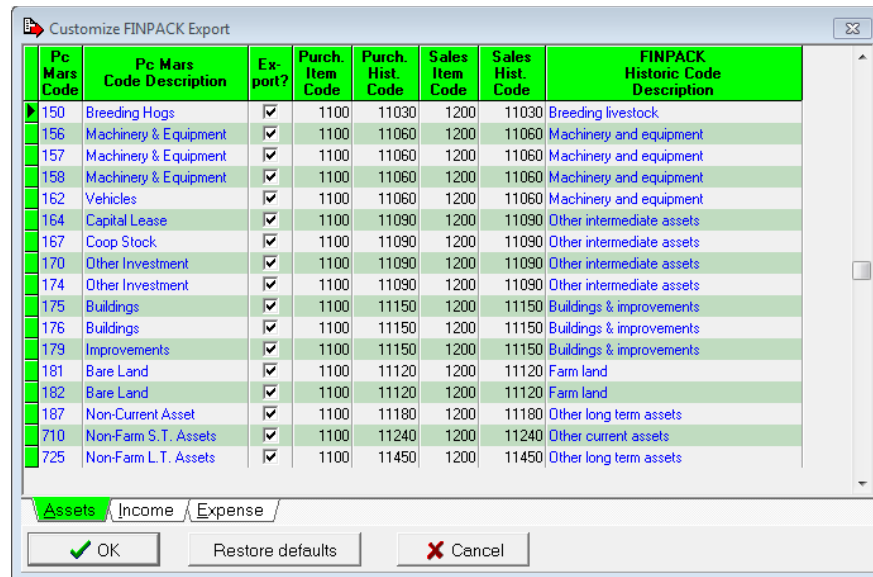 Customize FINPACK Export
Pc Mars Code Pc Mars Code Description Ex-port? Purch. Item Code Purch. Hist. Code Sales Item Code Sales Hist. Code FINPACK Historic Code Description
150 Breeding Hogs 1100 11030 1200 11030 Breeding livestock
156 Machinery & Equipment 1100 11060 1200 11060 Machinery and equipment
157 Machinery & Equipment 1100 11060 1200 11060 Machinery and equipment
158 Machinery & Equipment 1100 11060 1200 11060 Machinery and equipment
162 Vehicles 1100 11060 1200 11060 Machinery and equipment
164 Capital Lease 1100 11090 1200 11090 Other intermediate assets
167 Coop Stock 1100 11090 1200 11090 Other intermediate assets
170 Other Investment 1100 11090 1200 11090 Other intermediate assets
174 Other Investment 1100 11090 1200 11090 Other intermediate assets
175 Buildings 1100 11150 1200 11150 Buildings & improvements
176 Buildings 1100 11150 1200 11150 Buildings & improvements
179 Improvements 1100 11150 1200 11150 Buildings & improvements
181 Bare Land 1100 11120 1200 11120 Farm land
182 Bare Land 1100 11120 1200 11120 Farm land
187 Non-Current Asset 1100 11180 1200 11180 Other long term assets
710 Non-Farm S.T. Assets 1100 11240 1200 11240 Other current assets
725 Non-Farm L.T. Assets 1100 11450 1200 11450 Other long term assets
Assets Income Expense
OK Restore defaults Cancel